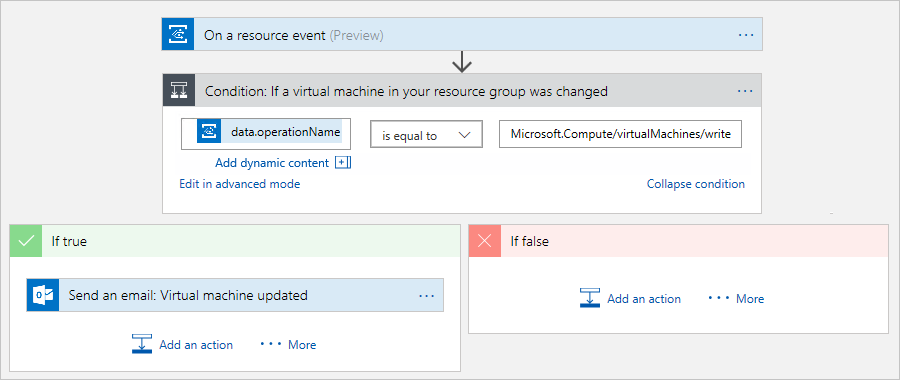 On a resource event (Preview)
Condition: If a virtual machine in your resource group was changed
data.operationName is equal to Microsoft.Compute/virtualMachines/write
Add dynamic content
Edit in advanced mode Collapse condition
If true
Send an email: Virtual machine updated
Add an action More
If false
Add an action More